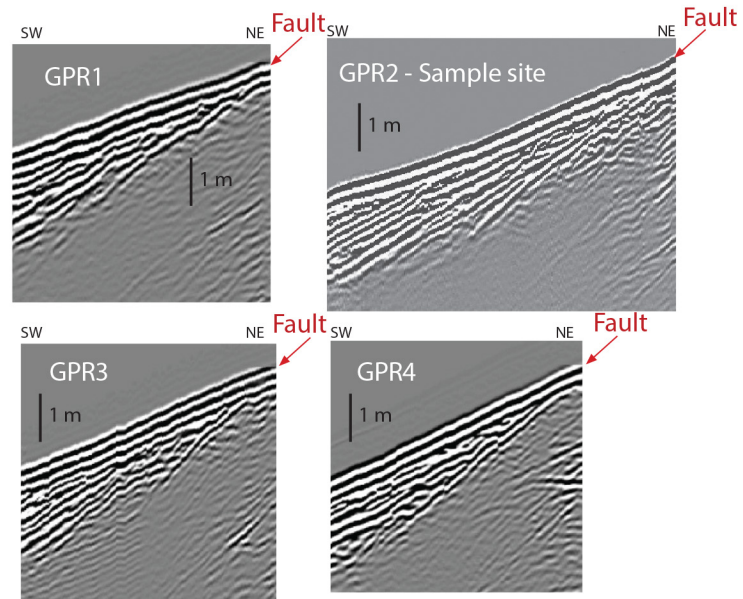 SW
NE
Fault
GPR1
1 m
SW
NE
Fault
GPR2 - Sample site
1 m
SW
NE
Fault
GPR3
1 m
SW
NE
Fault
GPR4
1 m